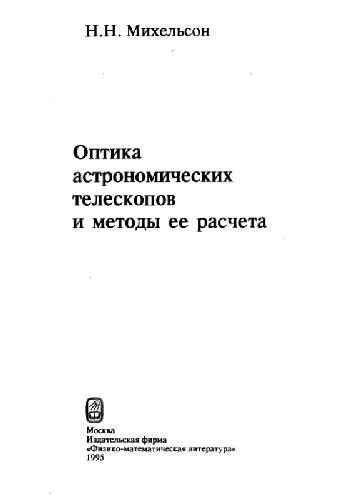 Н.Н. Михельсон
Оптика
астрономических
телескопов
и методы ее расчета
Москва
Издательская фирма
«Физико-математическая литература»
1995